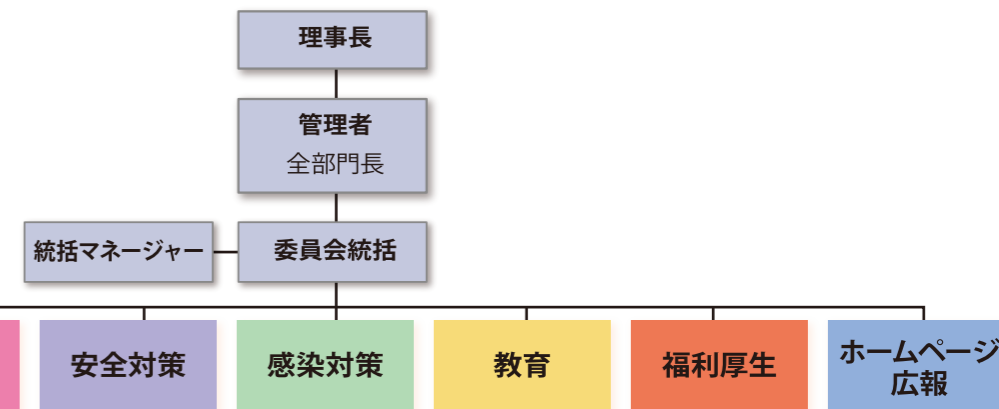 理事長
管理者
全部門長
統括マネージャー
委員会統括
安全対策
感染対策
教育
福利厚生
ホームページ
広報